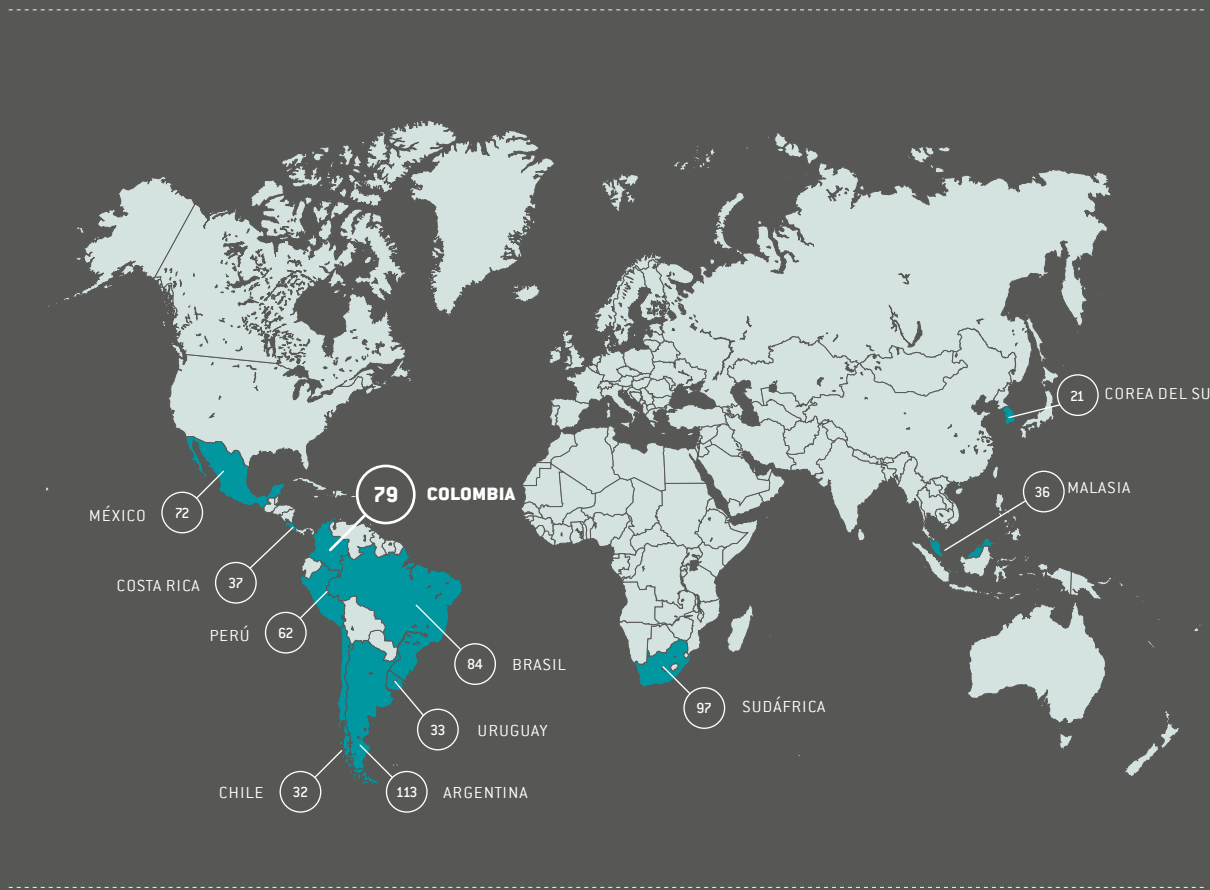 21 COREA DEL SU
36 MALASIA
79 COLOMBIA
MÉXICO 72
COSTA RICA 37
PERÚ 62
84 BRASIL
97 SUDÁFRICA
33 URUGUAY
CHILE 32
113 ARGENTINA